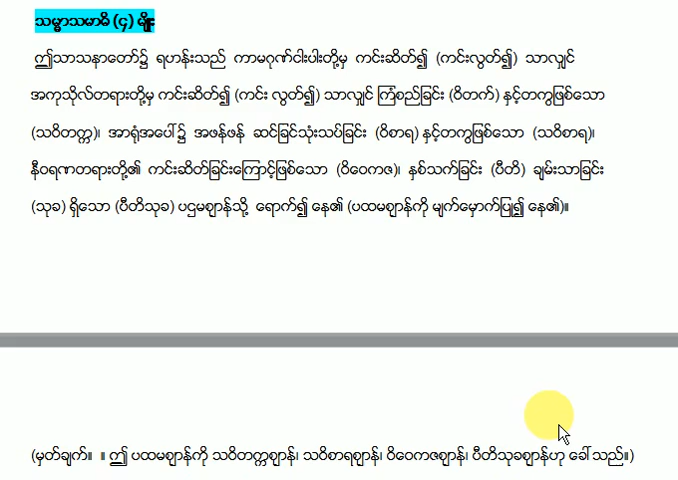 သမ္မာသမာဓိ (၄) မျိုး
ဤသာသနာတော်၌ ရဟန်းသည် ကာမဂုဏ်ငါးပါးတို့မှ ကင်းဆိတ်၍ (ကင်းလွတ်၍) သာလျှင်
အကုသိုလ်တရားတို့မှ ကင်းဆိတ်၍ (ကင်း လွတ်၍) သာလျှင် ကြံစည်ခြင်း (ဝိတက်) နှင့်တကွဖြစ်သော
(သဝိတက္က)၊ အာရုံအပေါ်၌ အဖန်ဖန် ဆင်ခြင်သုံးသပ်ခြင်း (ဝိစာရ) နှင့်တကွဖြစ်သော (သဝိစာရ)၊
နီဝရဏတရားတို့၏ ကင်းဆိတ်ခြင်းကြောင့်ဖြစ်သော (ဝိဝေကဇ)၊ နှစ်သက်ခြင်း (ပီတိ) ချမ်းသာခြင်း
(သုခ) ရှိသော (ပီတိသုခ) ပဌမဈာန်သို့ ရောက်၍ နေ၏ (ပထမဈာန်ကို မျက်မှောက်ပြု၍ နေ၏)။
(မှတ်ချက်။ ။ ဤ ပထမဈာန်ကို သဝိတက္ကဈာန်၊ သဝိစာရဈာန်၊ ဝိဝေကဇဈာန်၊ ပီတိသုခဈာန်ဟု ခေါ်သည်။)